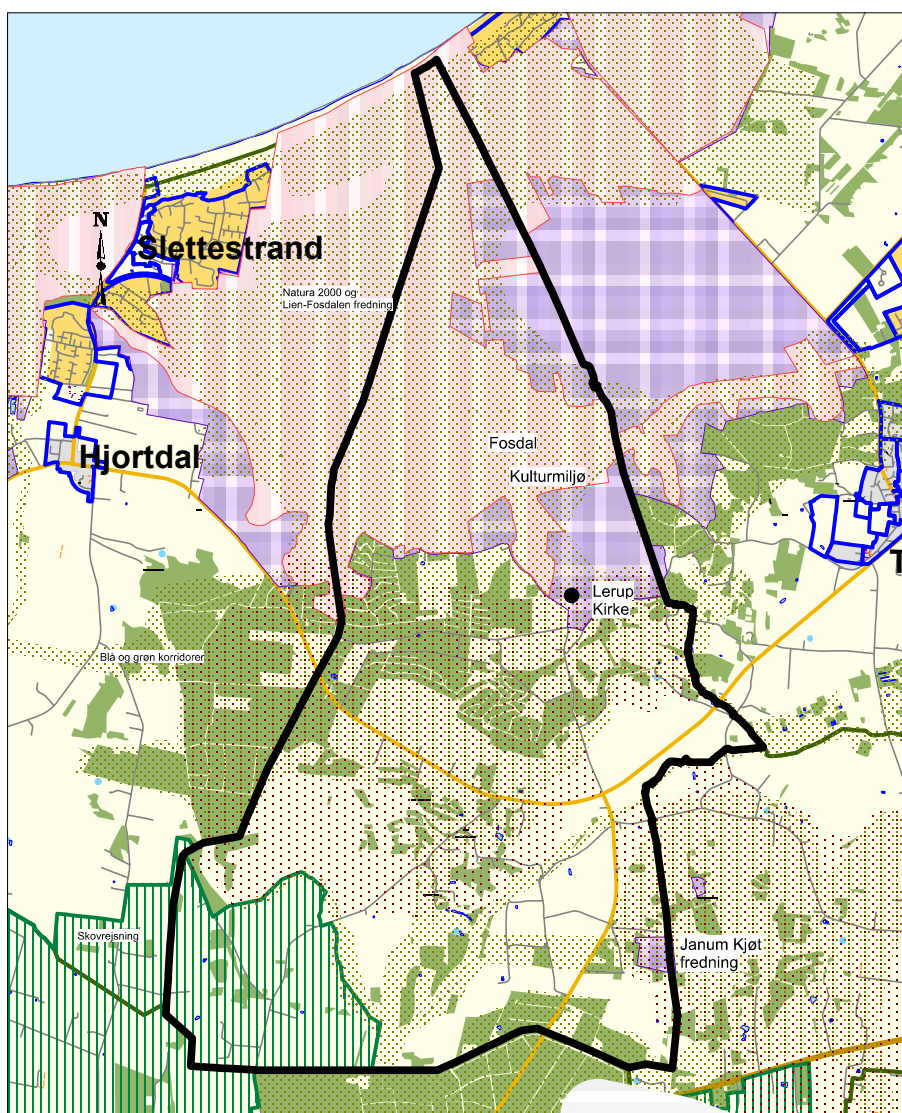 N
Slettestrand
Natura 2000 og
Lien-Fosdalen fredning
Fosdal
Hjortdal
Kulturmiljø
T
Lerup
Kirke
Blå og grøn korridorer
Skovrejsning
Janum Kjøt
fredning